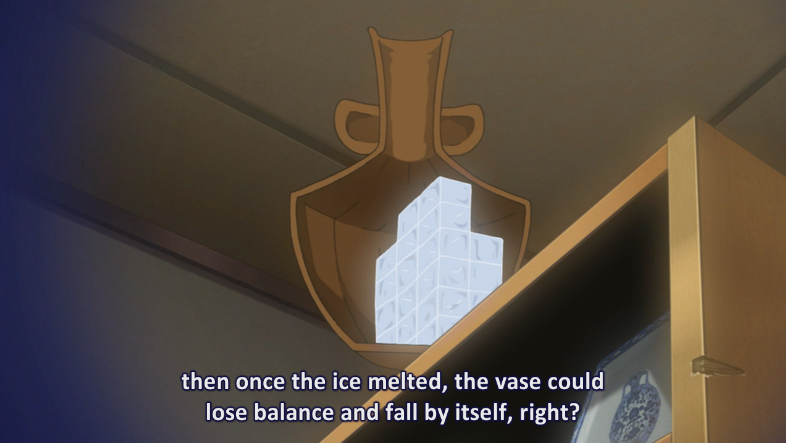 then once the ice melted, the vase could
lose balance and fall by itself, right?